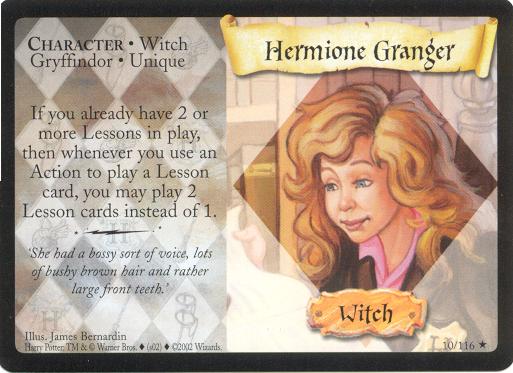 CHARACTER • Witch
Gryffindor • Unique
If you already have 2 or
more Lessons in play,
then whenever you use an
Action to play a Lesson
card, you may play 2
Lesson cards instead of 1.
H
'She had a bossy sort of voice, lots
of bushy brown hair and rather
large front teeth.'
Illus. James Bernardin
Harry Potter, TM & © Warner Bros. ♦ (s02) ♦ ©2002 Wizards.
Hermione Granger
Witch
10/116 ★